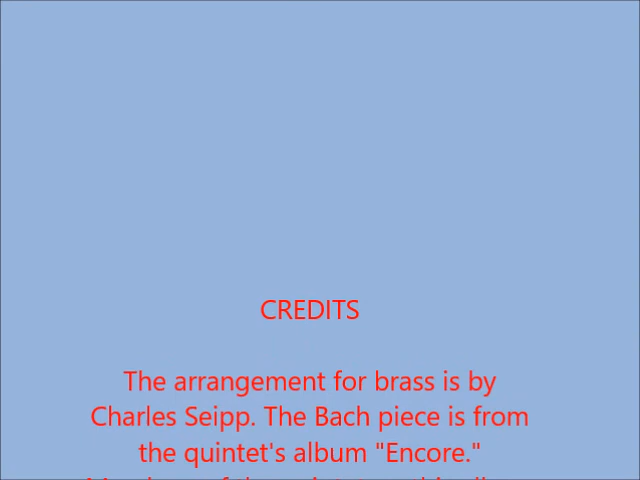 CREDITS
The arrangement for brass is by
Charles Seipp. The Bach piece is from
the quintet's album "Encore."